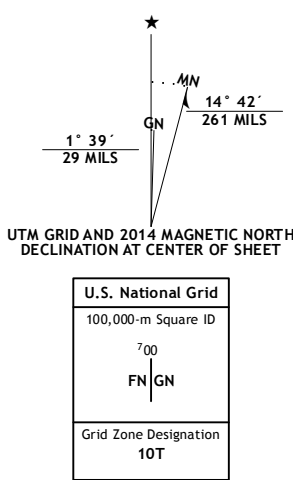 ★
MN
GN
1° 39´
29 MILS
14° 42´
261 MILS
UTM GRID AND 2014 MAGNETIC NORTH
DECLINATION AT CENTER OF SHEET
U.S. National Grid
100,000-m Square ID
⁷00
FN GN
Grid Zone Designation
10T